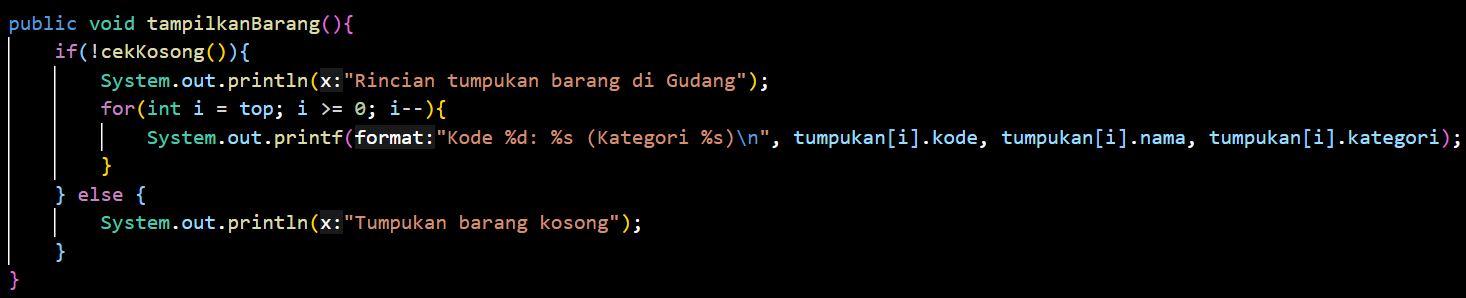 public void tampilkanBarang(){
    if(!cekKosong()){
        System.out.println(x:"Rincian tumpukan barang di Gudang");
        for(int i = top; i >= 0; i--){
            System.out.printf(format:"Kode %d: %s (Kategori %s)\n", tumpukan[i].kode, tumpukan[i].nama, tumpukan[i].kategori);
        }
    } else {
        System.out.println(x:"Tumpukan barang kosong");
    }
}